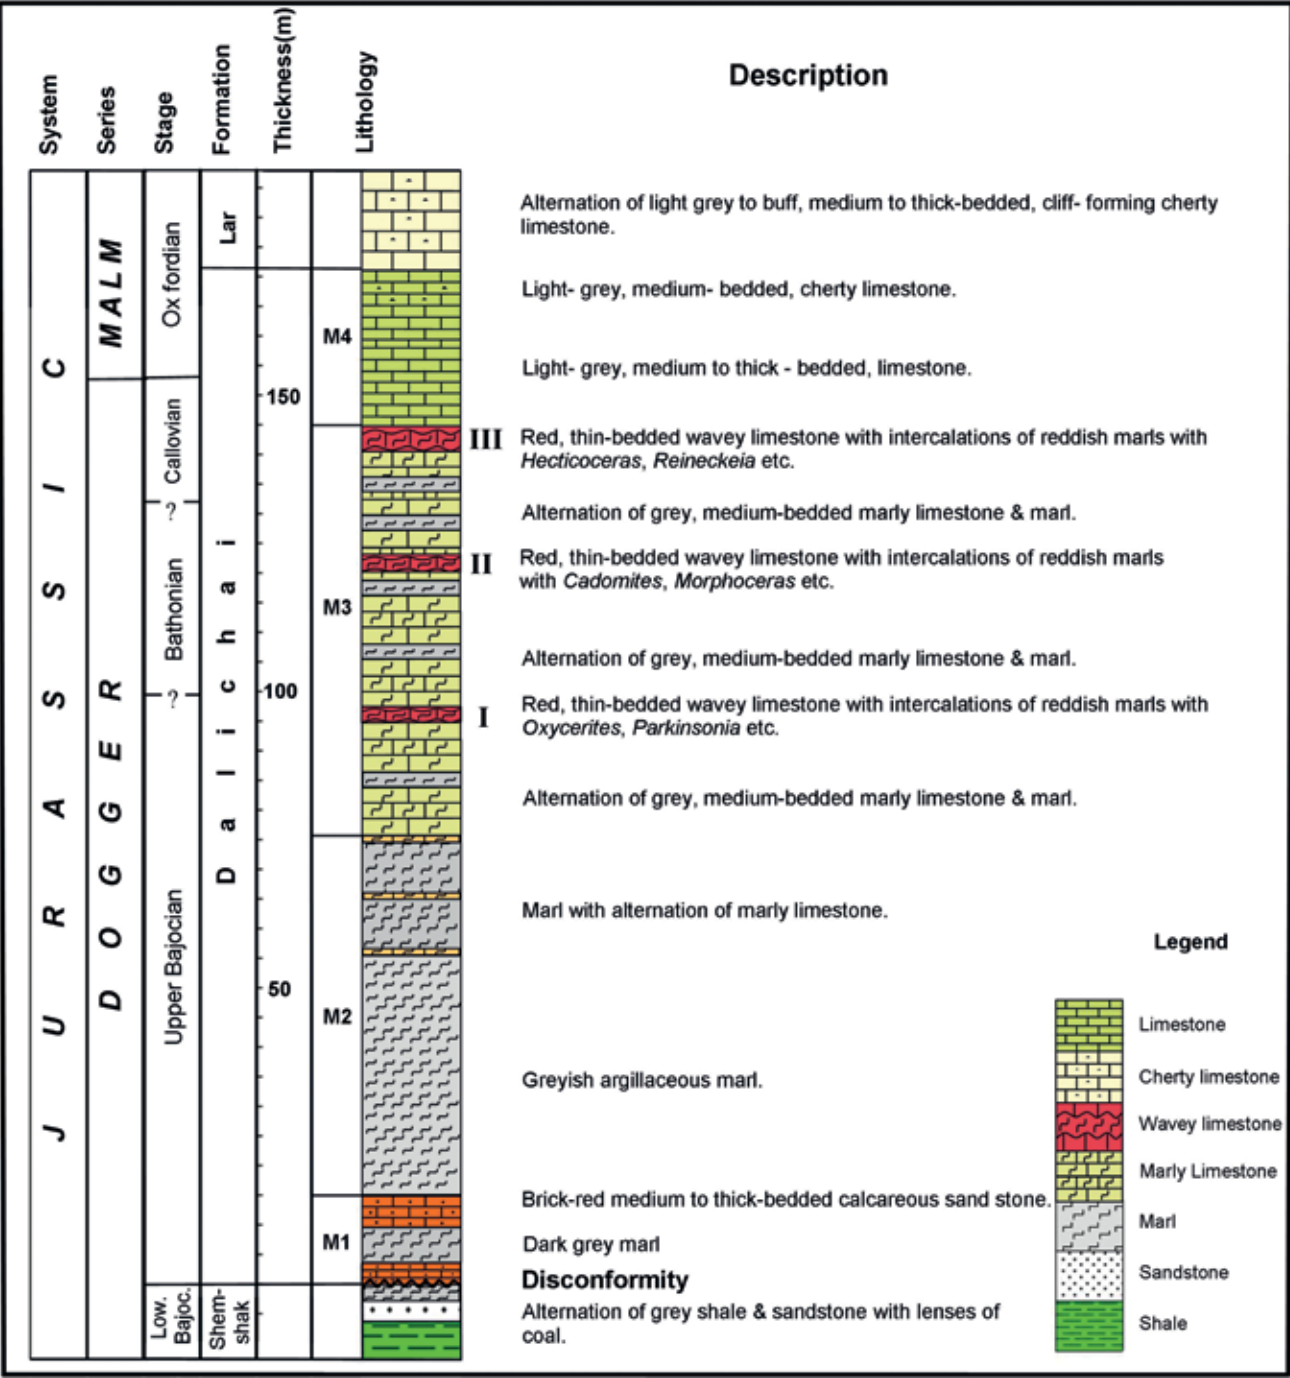 System
Series
Stage
Formation
Thickness(m)
Lithology
Description
JURASSIC
MALM
DOGGER
Ox fordian
Callovian
?
Bathonian
?
Upper Bajocian
Low.
Bajoc.
Lar
Dalichai
Shem-
shak
150
100
50
M4
M3
M2
M1
III
II
I
Alternation of light grey to buff, medium to thick-bedded, cliff- forming cherty
limestone.
Light- grey, medium- bedded, cherty limestone.
Light- grey, medium to thick - bedded, limestone.
Red, thin-bedded wavey limestone with intercalations of reddish marls with
Hecticoceras, Reineckeia etc.
Alternation of grey, medium-bedded marly limestone & marl.
Red, thin-bedded wavey limestone with intercalations of reddish marls
with Cadomites, Morphoceras etc.
Alternation of grey, medium-bedded marly limestone & marl.
Red, thin-bedded wavey limestone with intercalations of reddish marls with
Oxycerites, Parkinsonia etc.
Alternation of grey, medium-bedded marly limestone & marl.
Marl with alternation of marly limestone.
Greyish argillaceous marl.
Brick-red medium to thick-bedded calcareous sand stone.
Dark grey marl
Disconformity
Alternation of grey shale & sandstone with lenses of
coal.
Legend
Limestone
Cherty limestone
Wavey limestone
Marly Limestone
Marl
Sandstone
Shale